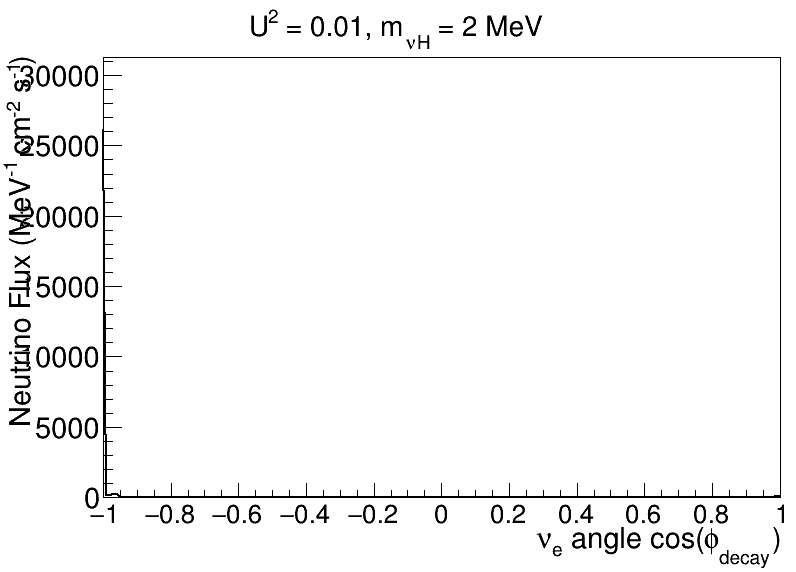 U² = 0.01, m_νH = 2 MeV
Neutrino Flux (MeV⁻¹ cm⁻² s⁻¹)
30000
25000
20000
15000
10000
5000
0
−1 −0.8 −0.6 −0.4 −0.2 0 0.2 0.4 0.6 0.8 1
ν_e angle cos(ϕ_decay)